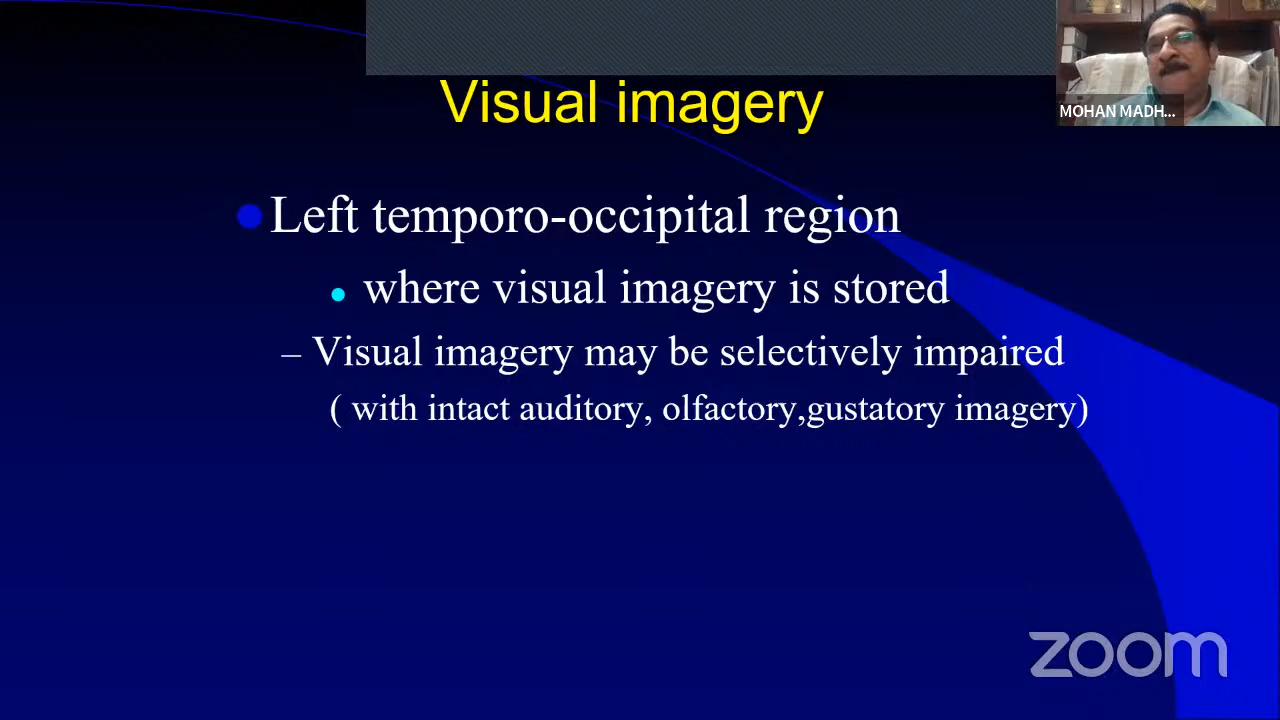 Visual imagery
MOHAN MADH...
Left temporo-occipital region
where visual imagery is stored
– Visual imagery may be selectively impaired
( with intact auditory, olfactory,gustatory imagery)
zoom